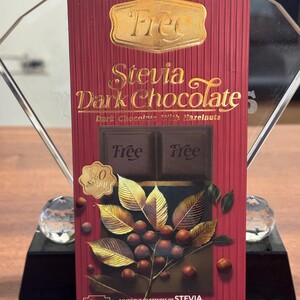 Free
Stevia
Dark Chocolate
Dark Chocolate With Hazelnuts
Free Free
STEVIA